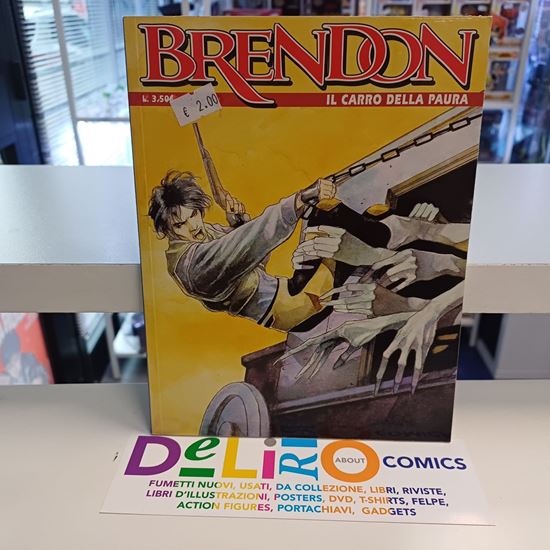 BRENDON
L. 3.500
IL CARRO DELLA PAURA
€ 2.00
DeLiRiO
ABOUT
COMICS
FUMETTI NUOVI, USATI, DA COLLEZIONE, LIBRI, RIVISTE,
LIBRI D'ILLUSTRAZIONI, POSTERS, DVD, T-SHIRTS, FELPE,
ACTION FIGURES, PORTACHIAVI, GADGETS